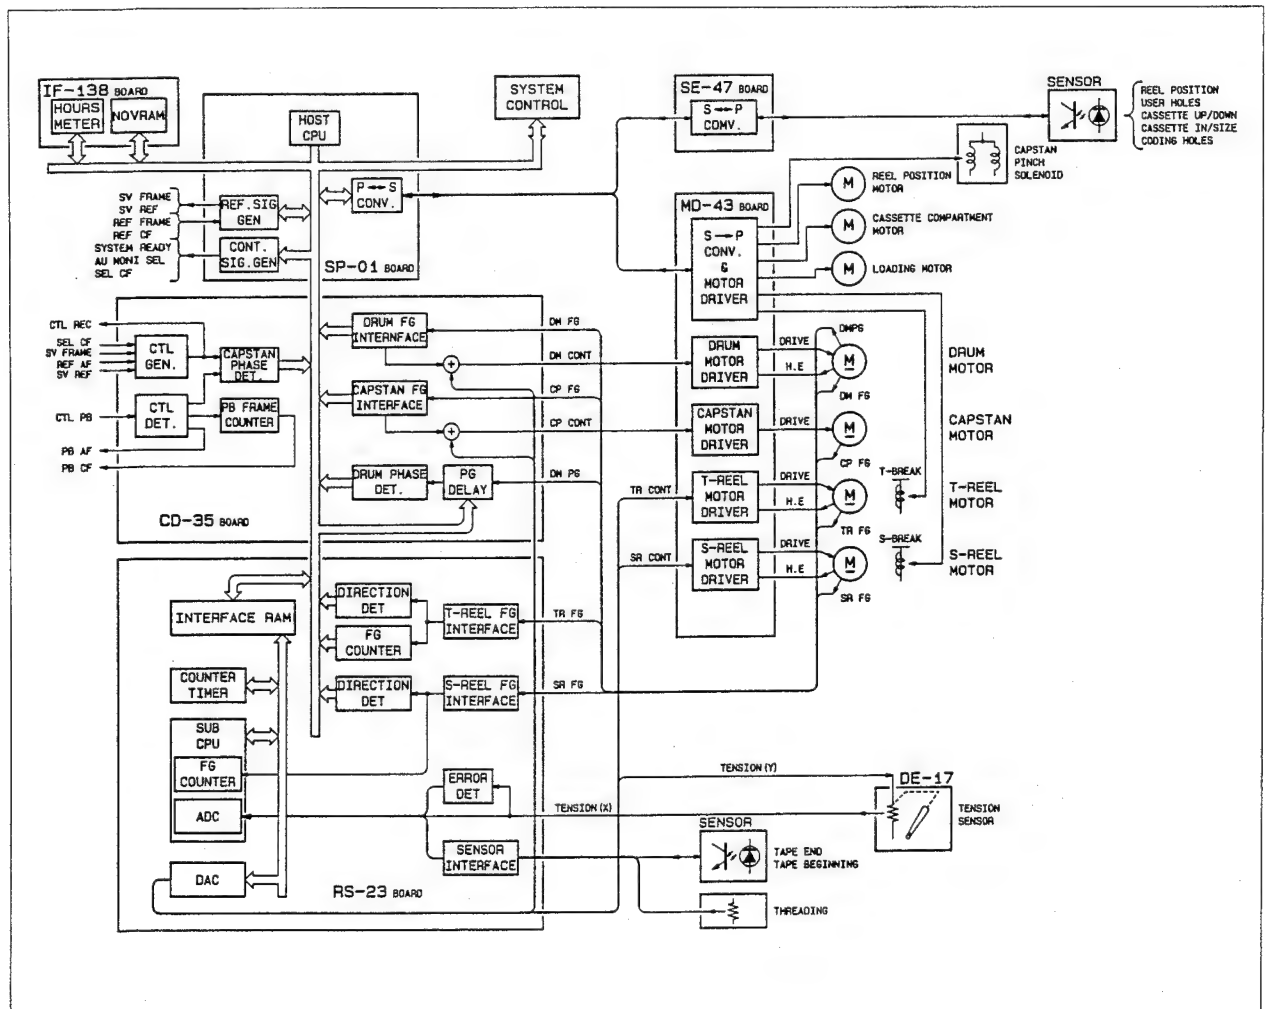 IF-138 BOARD
HOURS
METER
NOVRAM
HOST
CPU
SYSTEM
CONTROL
SE-47 BOARD
S↔P
COMV.
SENSOR
REEL POSITION
USER HOLES
CASSETTE UP/DOWN
CASSETTE IN/SIZE
CODING HOLES
CAPSTAN
PINCH
SOLENOID
SV FRAME
SV REF
REF FRAME
REF CF
SYSTEM READY
AU MONI SEL
SEL CF
REF.SIG
GEN
CONT.
SIG.GEN
P↔S
CONV.
SP-01 BOARD
MD-43 BOARD
S→P
CONV.
&
MOTOR
DRIVER
M
REEL POSITION
MOTOR
M
CASSETTE COMPARTMENT
MOTOR
M
LOADING MOTOR
CTL REC
SEL CF
SV FRAME
REF AF
SV REF
CTL PB
PB AF
PB CF
CTL
GEN.
CAPSTAN
PHASE
DET.
CTL
DET.
PB FRAME
COUNTER
CD-35 BOARD
DRUM FG
INTERNFACE
+
CAPSTAN FG
INTERFACE
+
DRUM PHASE
DET.
PG
DELAY
DM FG
DM CONT
CP FG
CP CONT
DM PG
TR CONT
SR CONT
DRUM
MOTOR
DRIVER
DRIVE
H.E
DMPG
M
DM FG
DRUM
MOTOR
CAPSTAN
MOTOR
DRIVER
DRIVE
M
CP FG
CAPSTAN
MOTOR
T-REEL
MOTOR
DRIVER
DRIVE
H.E
M
TR FG
T-BREAK
T-REEL
MOTOR
S-REEL
MOTOR
DRIVER
DRIVE
H.E
M
SR FG
S-BREAK
S-REEL
MOTOR
INTERFACE RAM
DIRECTION
DET
FG
COUNTER
T-REEL FG
INTERFACE
TR FG
COUNTER
TIMER
DIRECTION
DET
S-REEL FG
INTERFACE
SR FG
SUB
CPU
FG
COUNTER
ADC
DAC
ERROR
DET
SENSOR
INTERFACE
RS-23 BOARD
TENSION(Y)
TENSION(X)
DE-17
TENSION
SENSOR
SENSOR
TAPE END
TAPE BEGINNING
THREADING